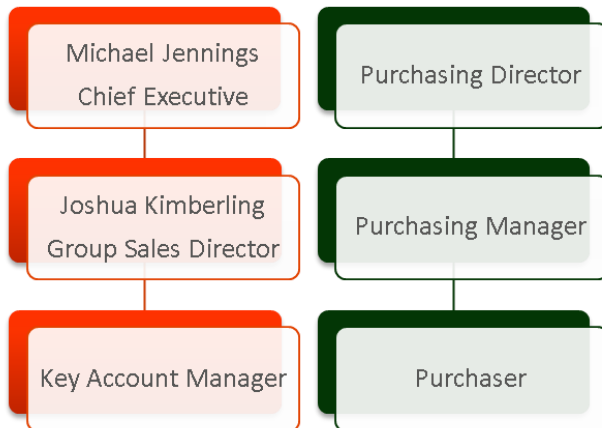 Michael Jennings
Chief Executive
Purchasing Director
Joshua Kimberling
Group Sales Director
Purchasing Manager
Key Account Manager
Purchaser